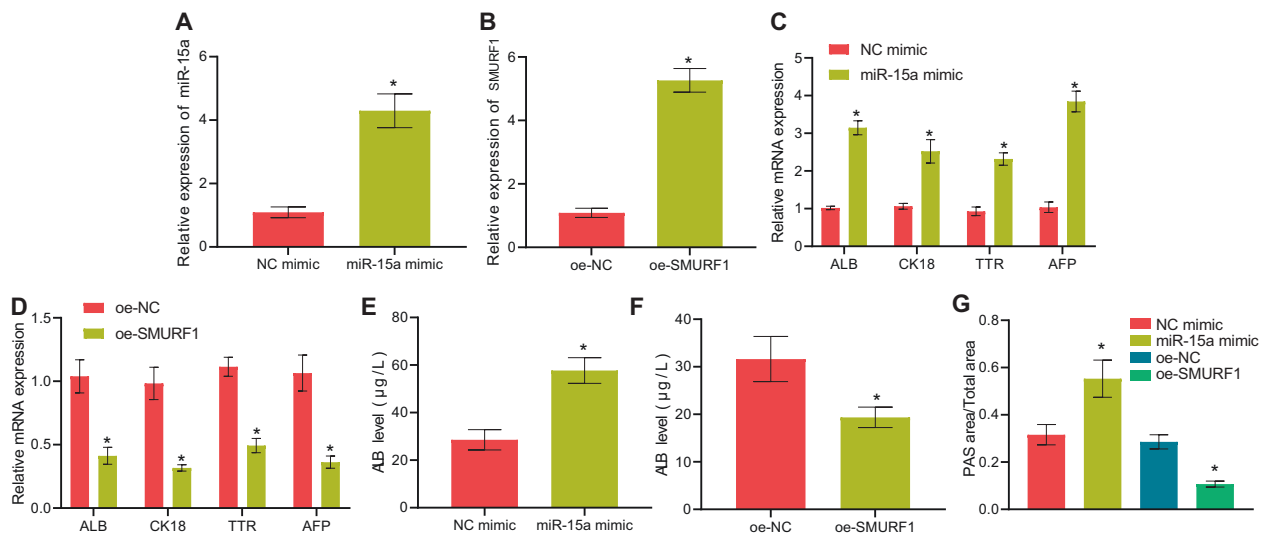 A
Relative expression of miR-15a
6
4
2
0
*
NC mimic
miR-15a mimic
B
Relative expression of SMURF1
6
4
2
0
*
oe-NC
oe-SMURF1
C
NC mimic
miR-15a mimic
Relative mRNA expression
5
4
3
2
1
0
*
*
*
*
ALB
CK18
TTR
AFP
D
oe-NC
oe-SMURF1
Relative mRNA expression
1.5
1.0
0.5
0.0
*
*
*
*
ALB
CK18
TTR
AFP
E
ALB level ( μg/L)
80
60
40
20
0
*
NC mimic
miR-15a mimic
F
ALB level ( μg/L)
40
30
20
10
0
*
oe-NC
oe-SMURF1
G
NC mimic
miR-15a mimic
oe-NC
oe-SMURF1
PAS area/Total area
0.8
0.6
0.4
0.2
0.0
*
*